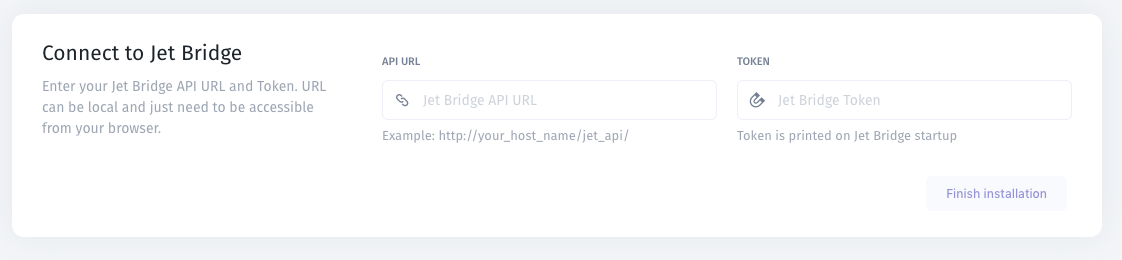 Connect to Jet Bridge
Enter your Jet Bridge API URL and Token. URL
can be local and just need to be accessible
from your browser.
API URL
Jet Bridge API URL
Example: http://your_host_name/jet_api/
TOKEN
Jet Bridge Token
Token is printed on Jet Bridge startup
Finish installation